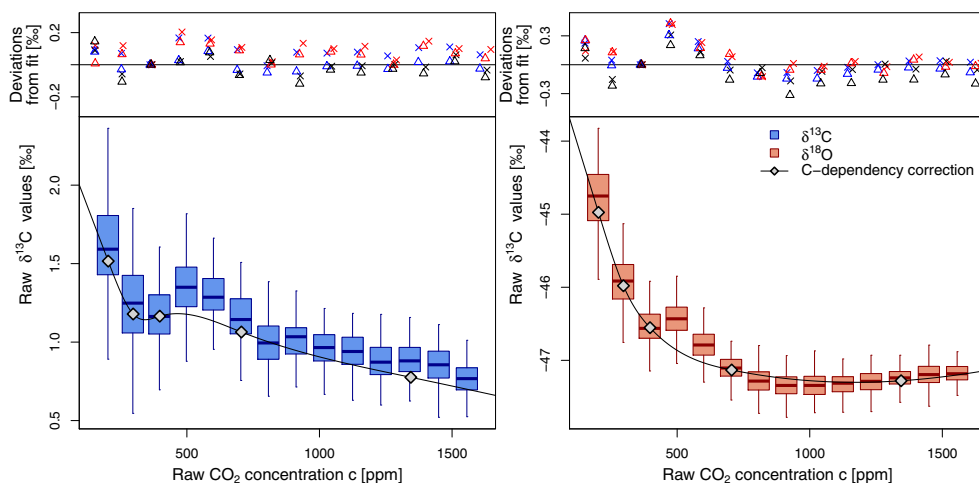 Deviations
from fit [‰]
0.2
−0.2
Raw δ¹³C values [‰]
2.0
1.5
1.0
0.5
500
1000
1500
Raw CO₂ concentration c [ppm]
Deviations
from fit [‰]
0.3
−0.3
Raw δ¹³C values [‰]
−44
−45
−46
−47
δ¹³C
δ¹⁸O
C−dependency correction
500
1000
1500
Raw CO₂ concentration c [ppm]